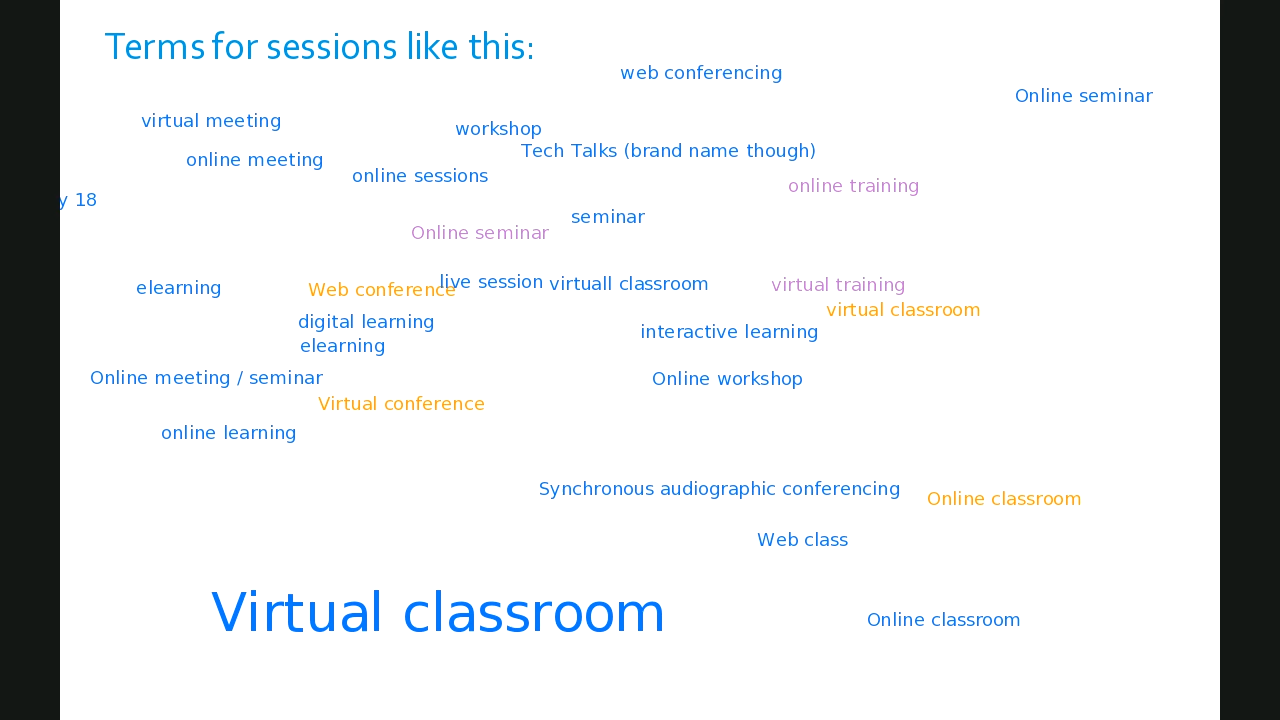 Terms for sessions like this:
web conferencing
Online seminar
virtual meeting
workshop
Tech Talks (brand name though)
online meeting
online sessions
online training
y 18
seminar
Online seminar
elearning
Web conference
live session
virtuall classroom
virtual training
virtual classroom
digital learning
interactive learning
elearning
Online meeting / seminar
Online workshop
Virtual conference
online learning
Synchronous audiographic conferencing
Online classroom
Web class
Virtual classroom
Online classroom